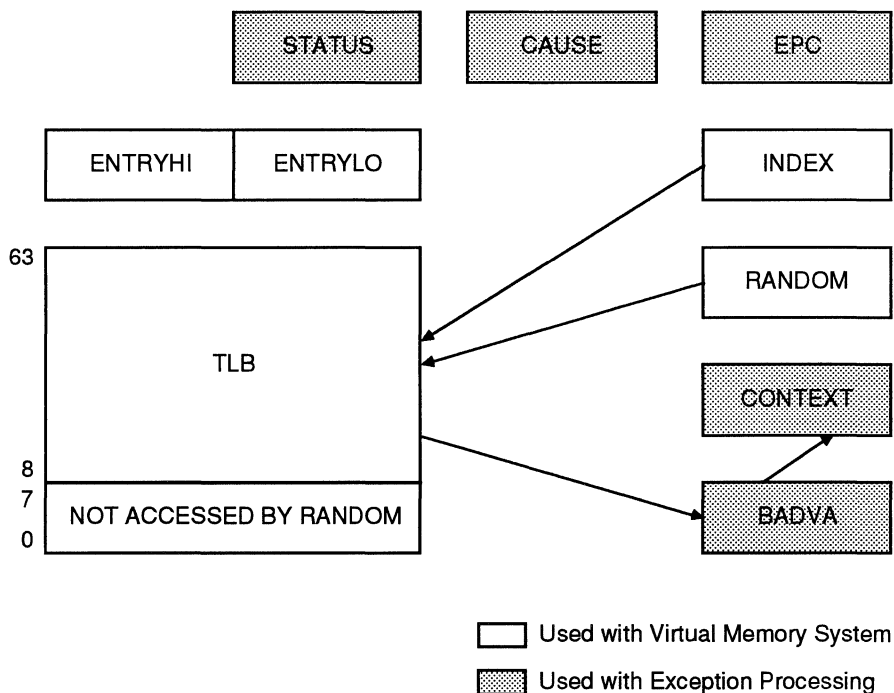 STATUS
CAUSE
EPC
ENTRYHI
ENTRYLO
INDEX
63
RANDOM
TLB
CONTEXT
8
7
NOT ACCESSED BY RANDOM
BADVA
0
Used with Virtual Memory System
Used with Exception Processing